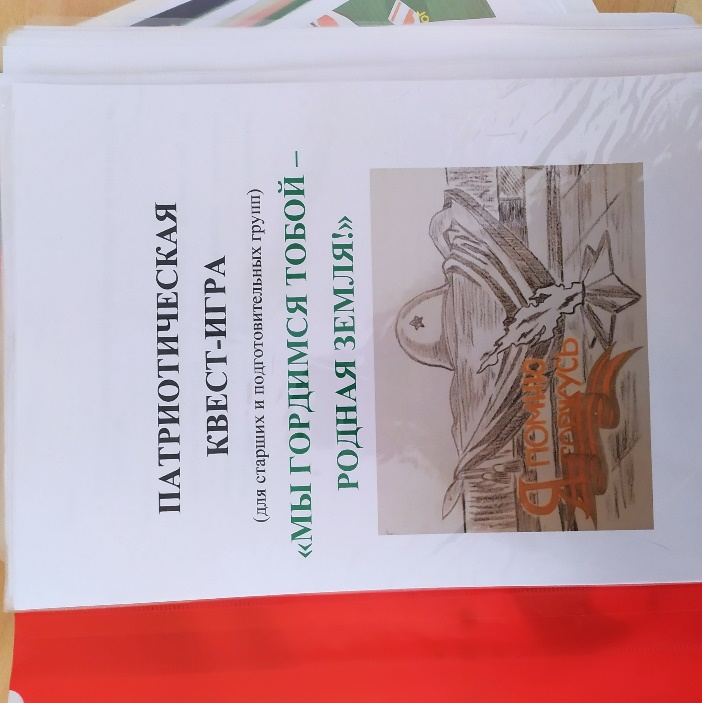 ПАТРИОТИЧЕСКАЯ
КВЕСТ-ИГРА
(для старших и подготовительных групп)
«МЫ ГОРДИМСЯ ТОБОЙ –
РОДНАЯ ЗЕМЛЯ!»
Я ПОМНЮ
Я ГОРЖУСЬ